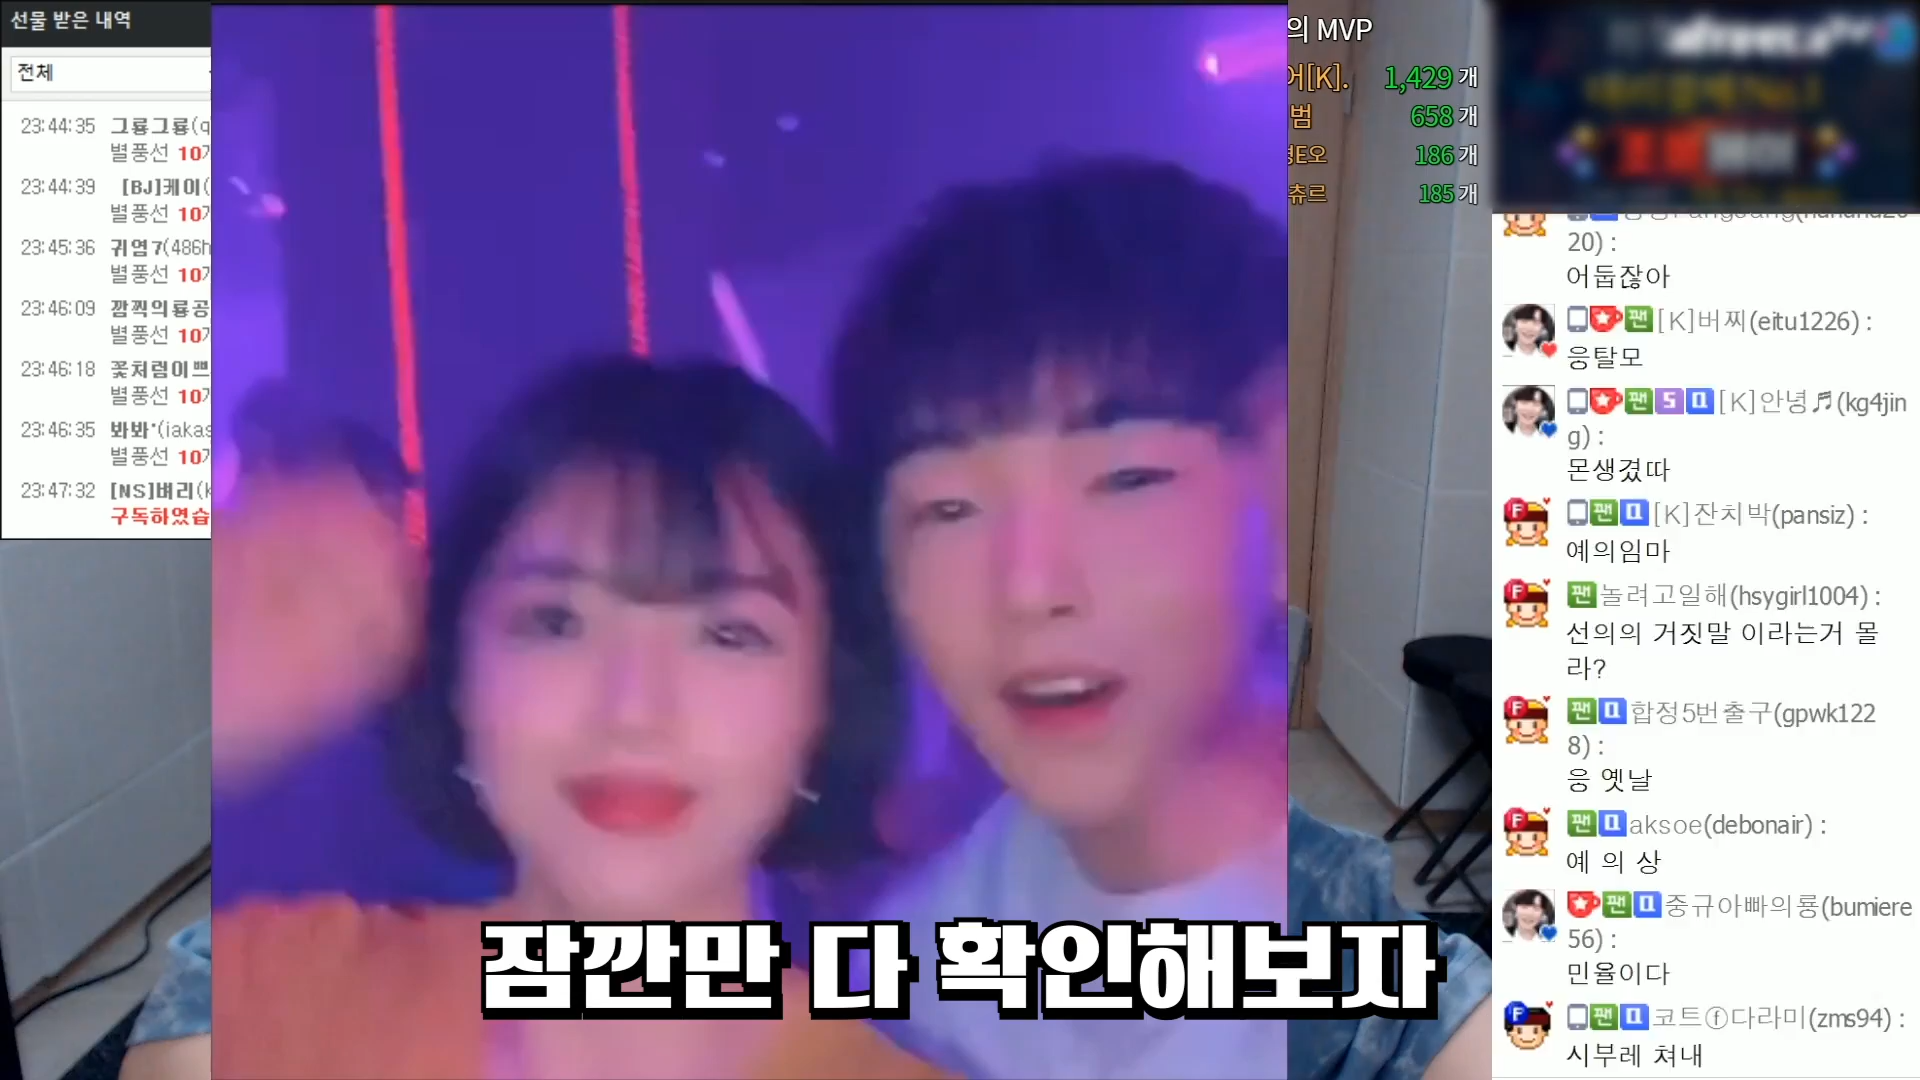 선물 받은 내역
전체
23:44:35 그룡그룡(q
별풍선 10개
23:44:39 [BJ]케이(
별풍선 10개
23:45:36 귀염7(486h
별풍선 10개
23:46:09 깜찍의룡공
별풍선 10개
23:46:18 꽃처럼이쁘
별풍선 10개
23:46:35 봐봐*(iakas
별풍선 10개
23:47:32 [NS]버리(k
구독하였습
의 MVP
어[K]. 1,429 개
범 658 개
185 개
186 개
츄르
20) :
어둡잖아
팬 [K]버찌(eitu1226) :
응탈모
팬 S [K]안녕♬(kg4jin
g) :
몬생겼따
팬 [K]잔치박(pansiz) :
예의임마
팬 놀려고일해(hsygirl1004) :
선의의 거짓말 이라는거 몰
라?
팬 합정5번출구(gpwk122
8) :
응 옛날
팬 aksoe(debonair) :
예 의 상
팬 중규아빠의룡(bumiere
56) :
민율이다
팬 코트ⓕ다라미(zms94) :
시부레 쳐내
잠깐만 다 확인해보자